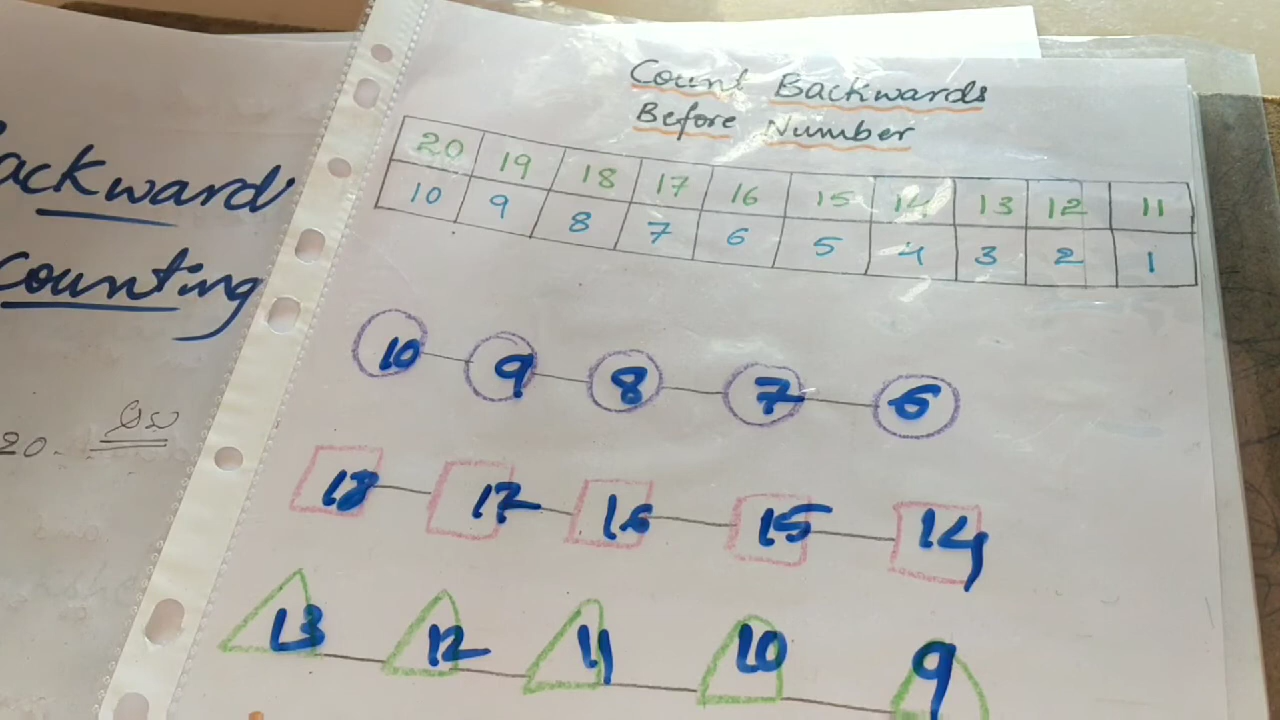 ackward
counting
20.
Count Backwards
Before Number
20 19 18 17 16 15 14 13 12 11
10 9 8 7 6 5 4 3 2 1
10 9 8 7 6
18 17 16 15 14
13 12 11 10 9